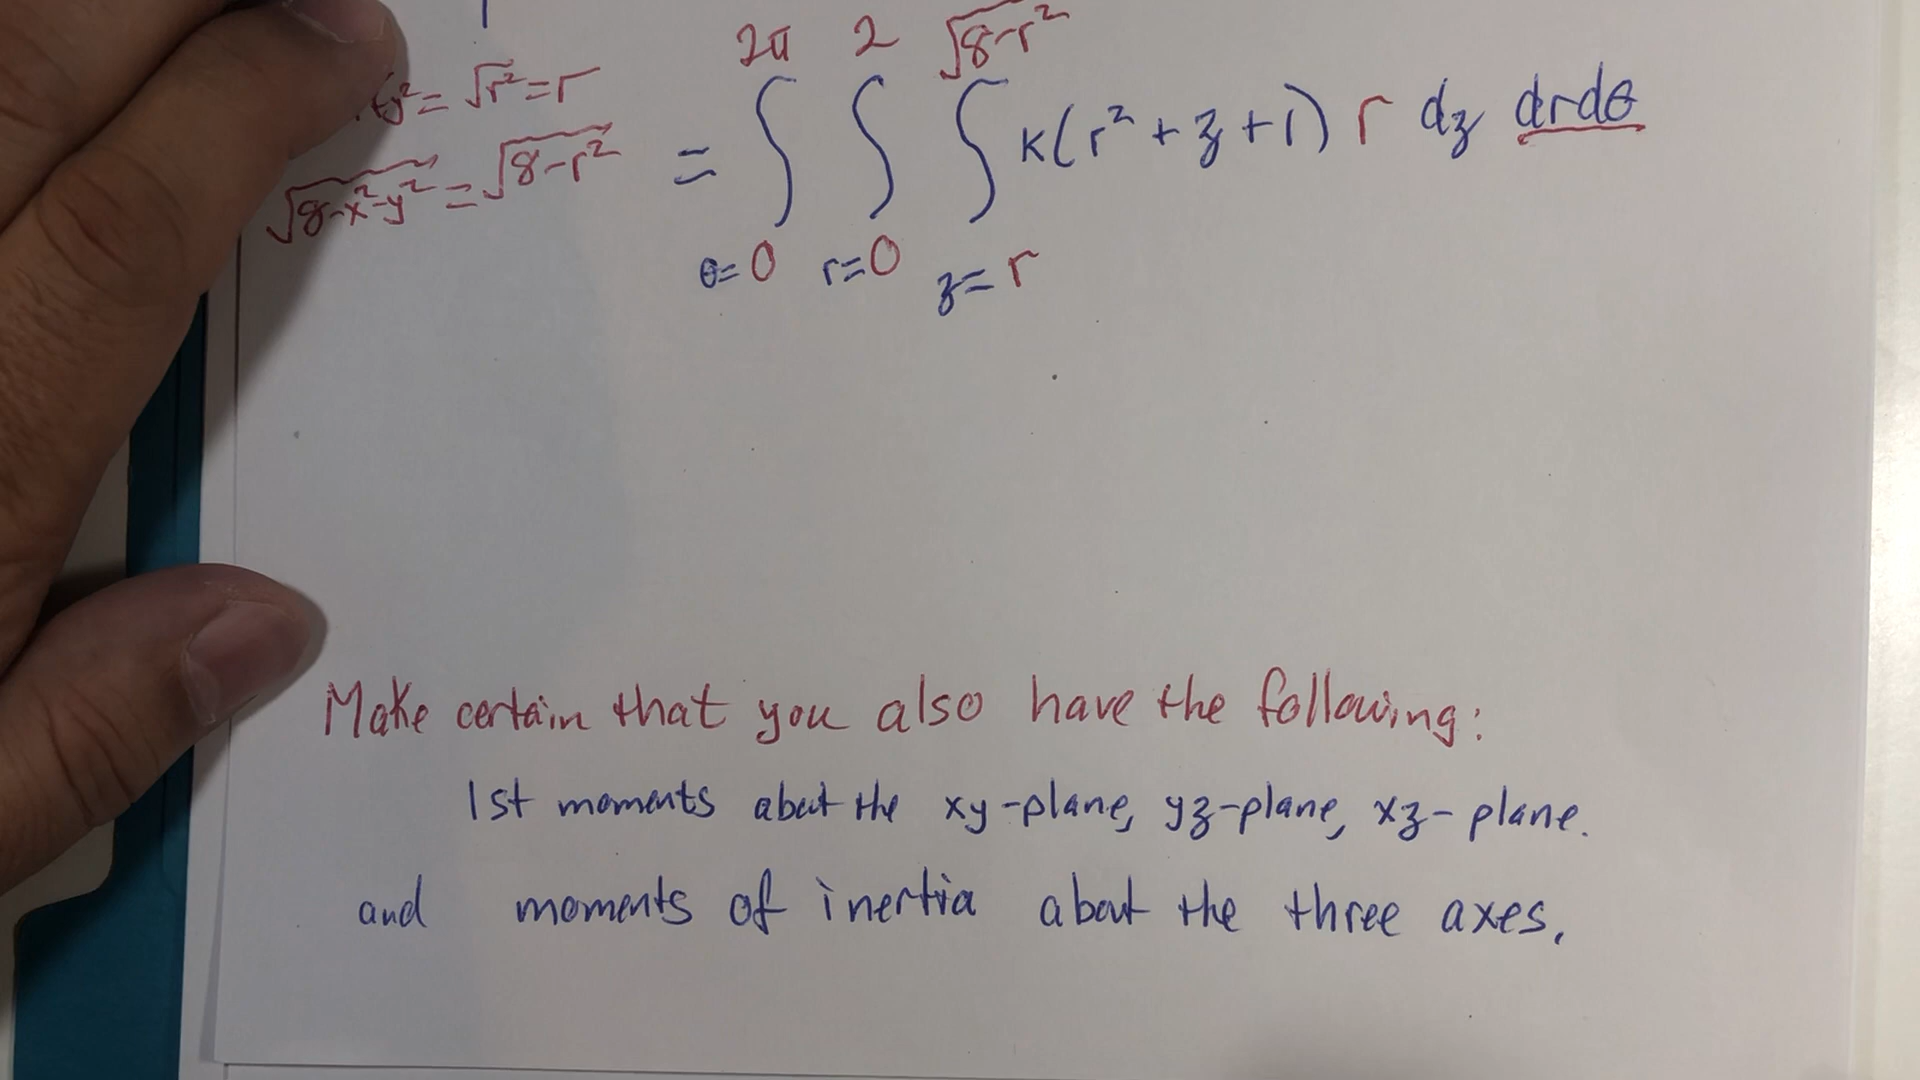 +y² = √r² = r
√8-x²-y² = √8-r²
= ∫_{θ=0}^{2π} ∫_{r=0}^{2} ∫_{z=r}^{√8-r²} K(r² + z + 1) r dz drdθ
Make certain that you also have the following:
1st moments about the xy-plane, yz-plane, xz-plane.
and moments of inertia about the three axes.